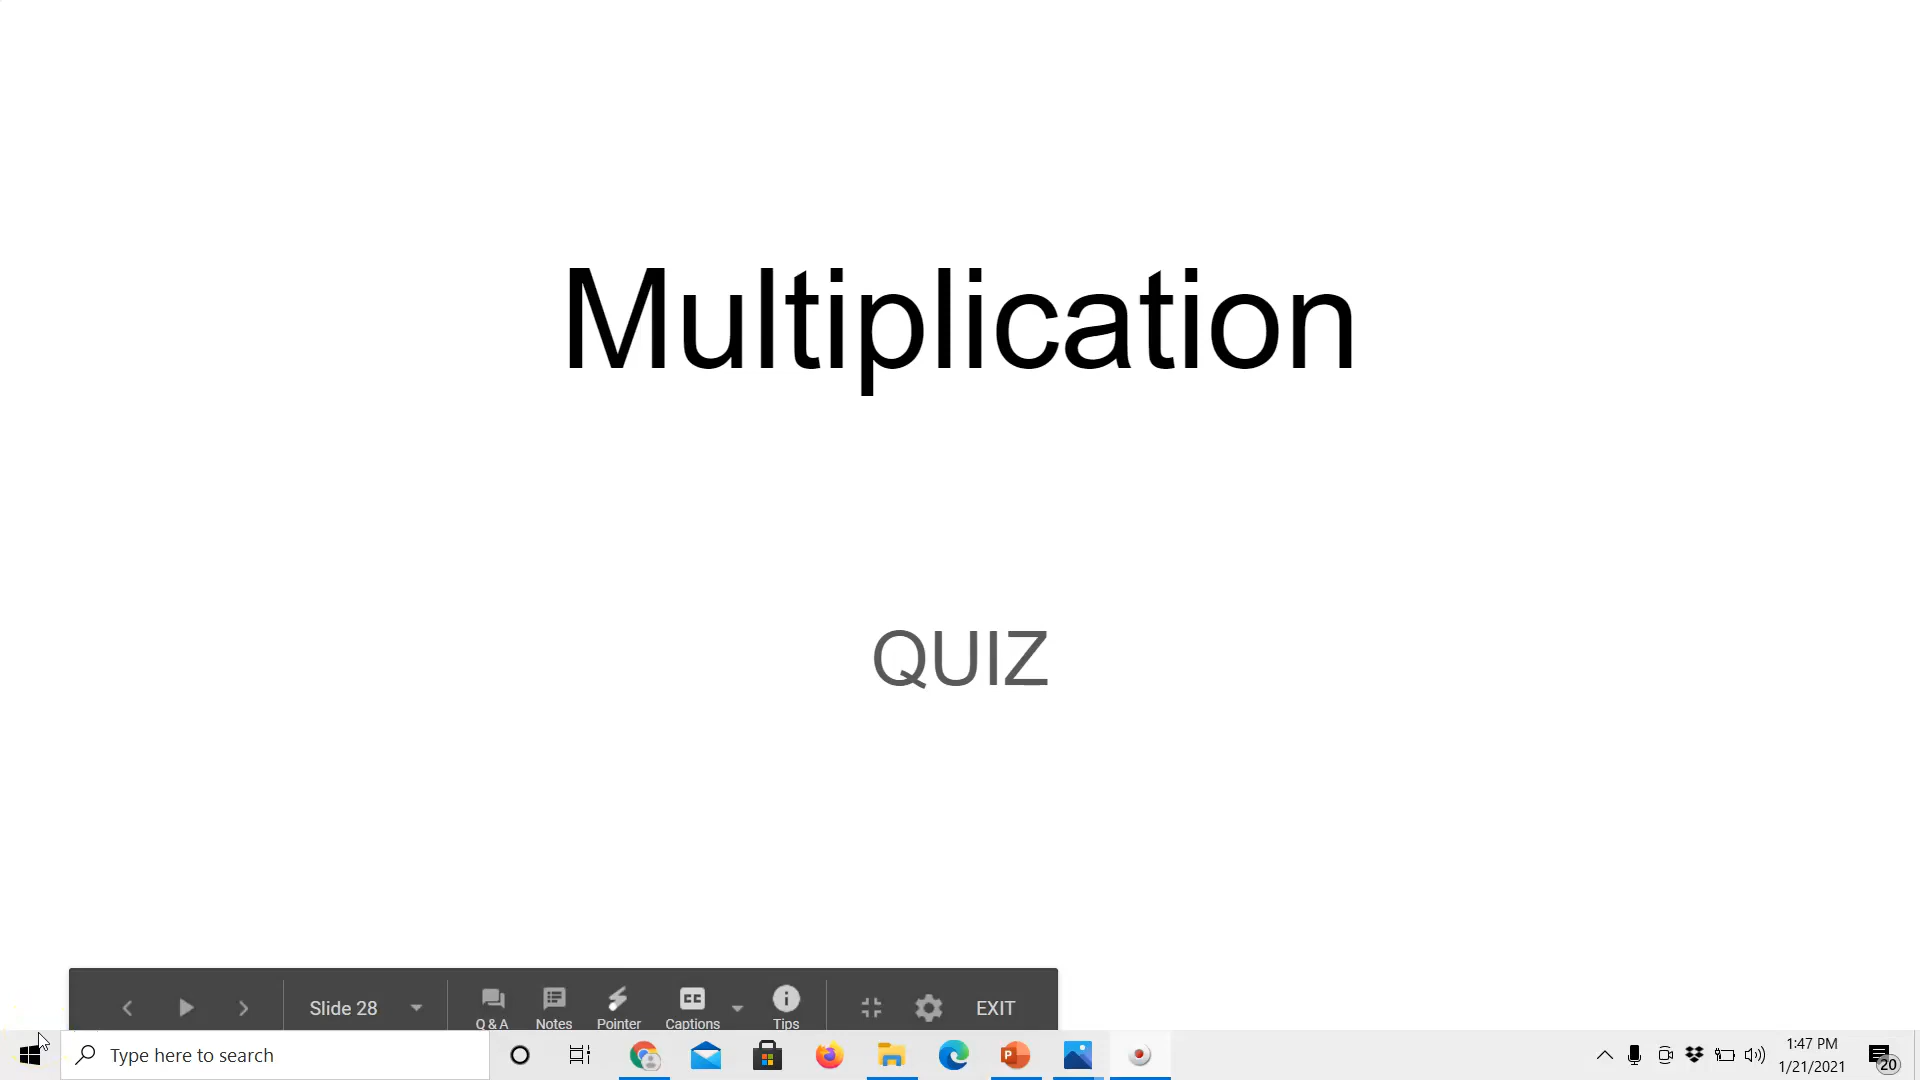 Multiplication
QUIZ
Slide 28
Q & A
Notes
Pointer
CC
Captions
Tips
EXIT
Type here to search
P
1:47 PM
1/21/2021
20